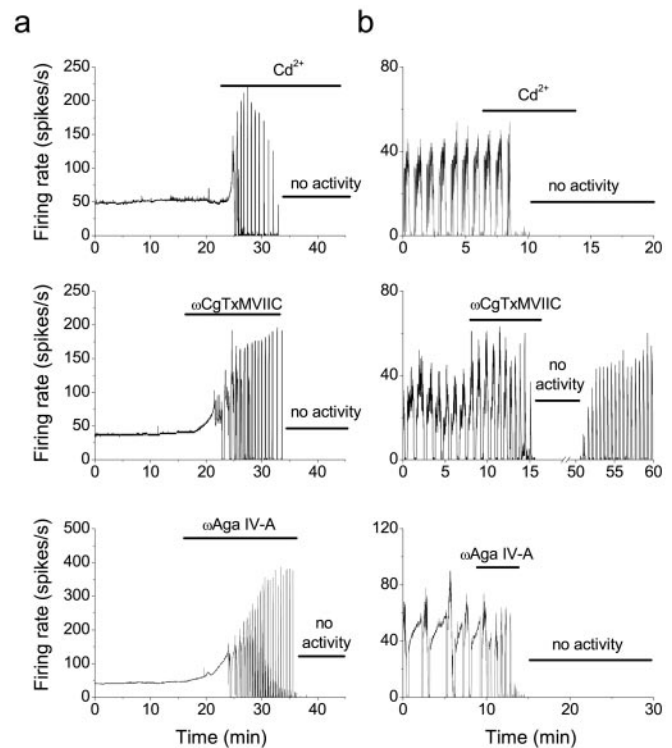 a
b
Firing rate (spikes/s)
250
200
150
100
50
0
Cd²⁺
no activity
0 10 20 30 40
80
40
0
Cd²⁺
no activity
0 5 10 15 20
Firing rate (spikes/s)
250
200
150
100
50
0
ωCgTxMVIIC
no activity
0 10 20 30 40
80
40
0
ωCgTxMVIIC
no
activity
0 5 10 15 50 55 60
Firing rate (spikes/s)
500
400
300
200
100
0
ωAga IV-A
no
activity
0 10 20 30 40
Time (min)
120
80
40
0
ωAga IV-A
no activity
0 10 20 30
Time (min)